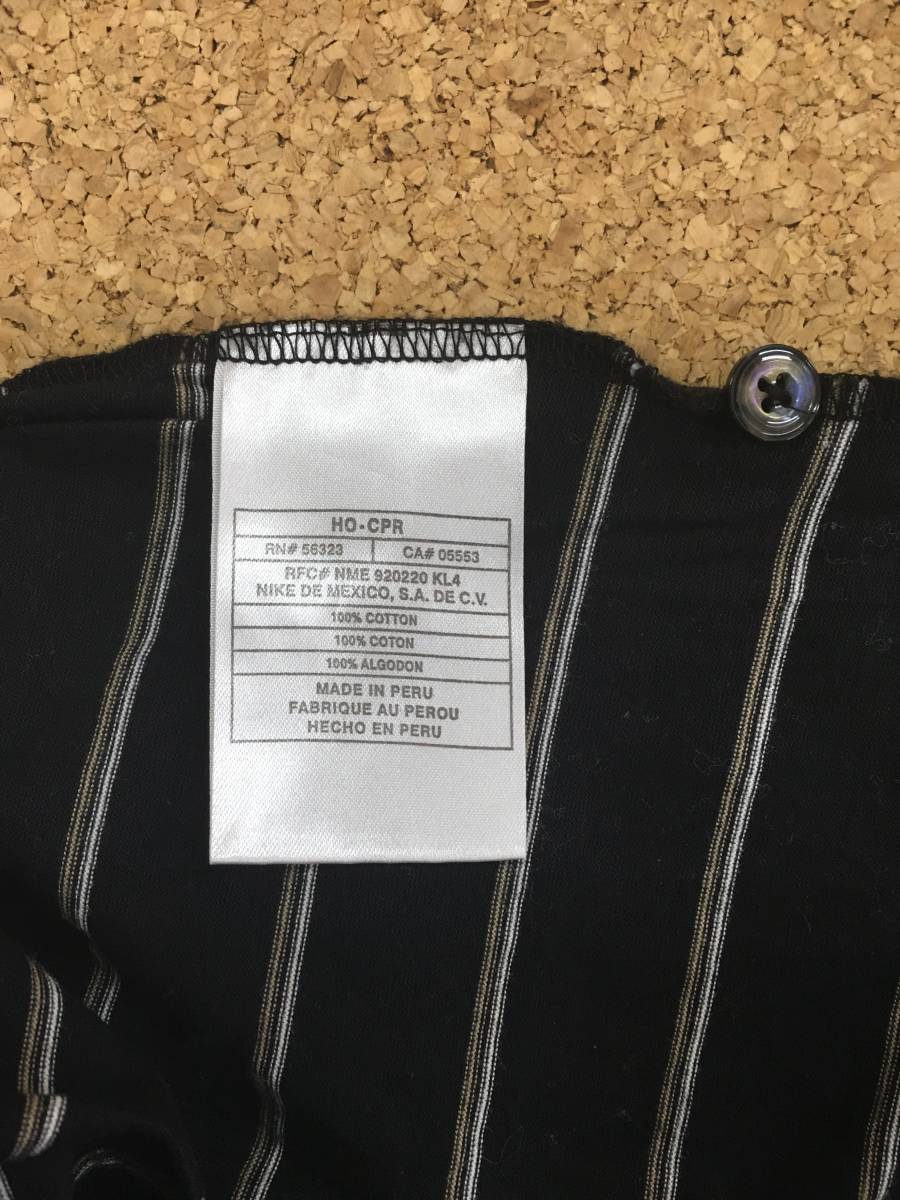 HO-CPR
RN# 56323 CA# 05553
RFC# NME 920220 KL4
NIKE DE MEXICO, S.A. DE C.V.
100% COTTON
100% COTON
100% ALGODON
MADE IN PERU
FABRIQUE AU PEROU
HECHO EN PERU